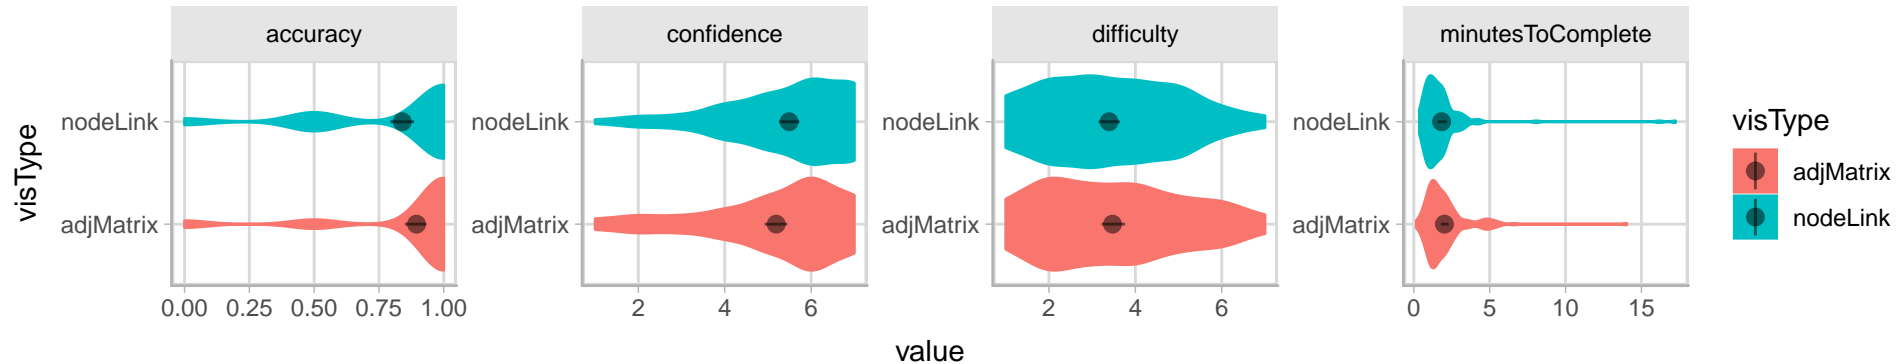 accuracy
confidence
difficulty
minutesToComplete
visType
nodeLink
adjMatrix
nodeLink
adjMatrix
nodeLink
adjMatrix
nodeLink
adjMatrix
0.00 0.25 0.50 0.75 1.00
2 4 6
2 4 6
0 5 10 15
value
visType
adjMatrix
nodeLink